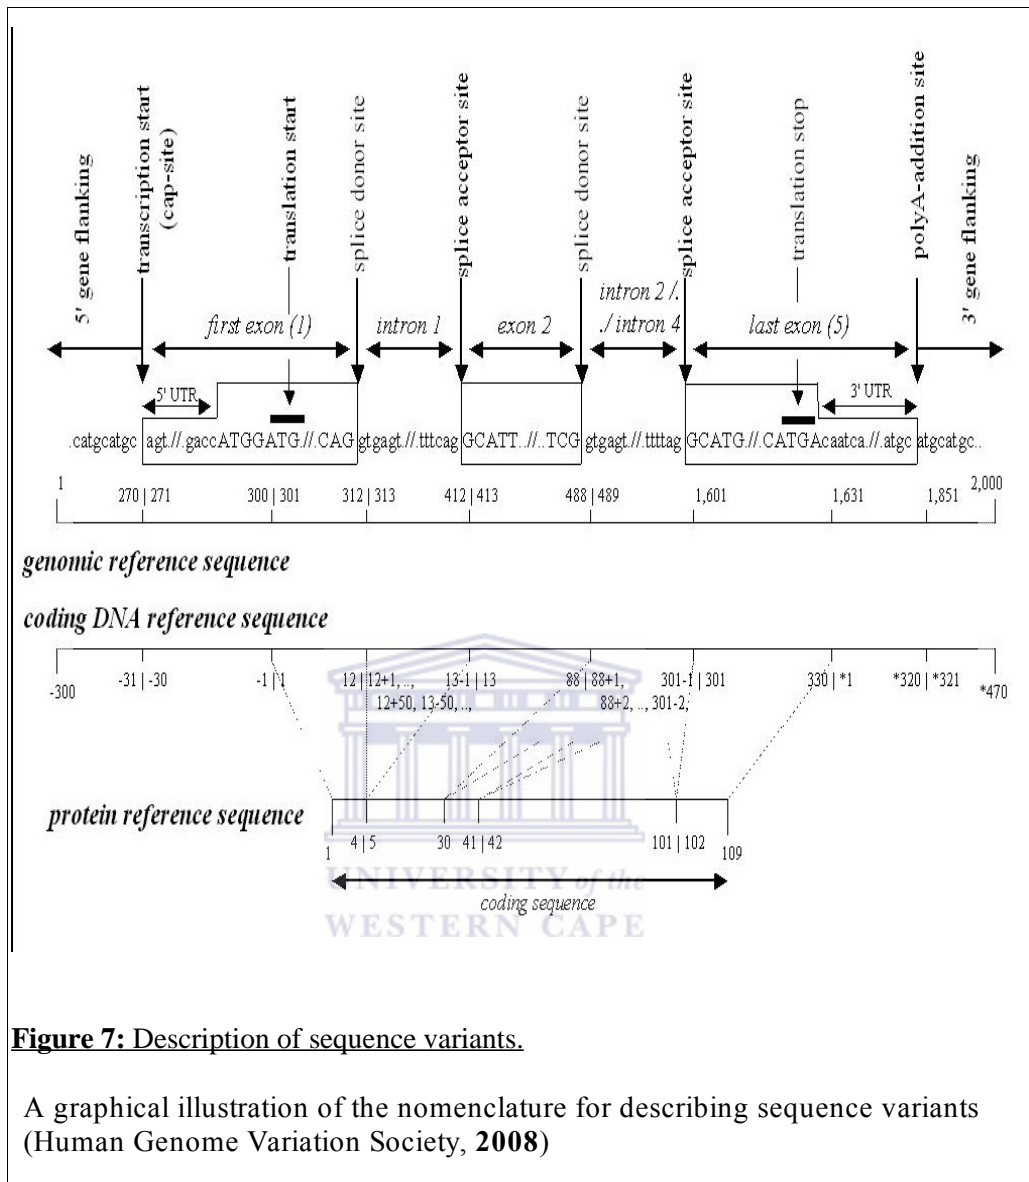 5' gene flanking
transcription start
(cap-site)
translation start
splice donor site
splice acceptor site
splice donor site
splice acceptor site
translation stop
polyA-addition site
3' gene flanking
first exon (1)
intron 1
exon 2
intron 2 /.
./ intron 4
last exon (5)
5' UTR
3' UTR
.catgcatgc agt.//.gaccATGGATG.//.CAG gtgagt.//.tttcag GCATT..//..TCG gtgagt.//.ttttag GCATG.//.CATGAcaatca.//.atgc atgcatgc..
1 270 | 271 300 | 301 312 | 313 412 | 413 488 | 489 1,601 1,631 1,851 2,000
genomic reference sequence
coding DNA reference sequence
-300 -31 | -30 -1 | 1 12 | 12+1, .., 13-1 | 13 88 | 88+1, 301-1 | 301 330 | *1 *320 | *321 *470
12+50, 13-50, .., 88+2, .., 301-2,
protein reference sequence
1 4 | 5 30 41 | 42 101 | 102 109
coding sequence
UNIVERSITY of the
WESTERN CAPE
Figure 7: Description of sequence variants.
A graphical illustration of the nomenclature for describing sequence variants
(Human Genome Variation Society, 2008)